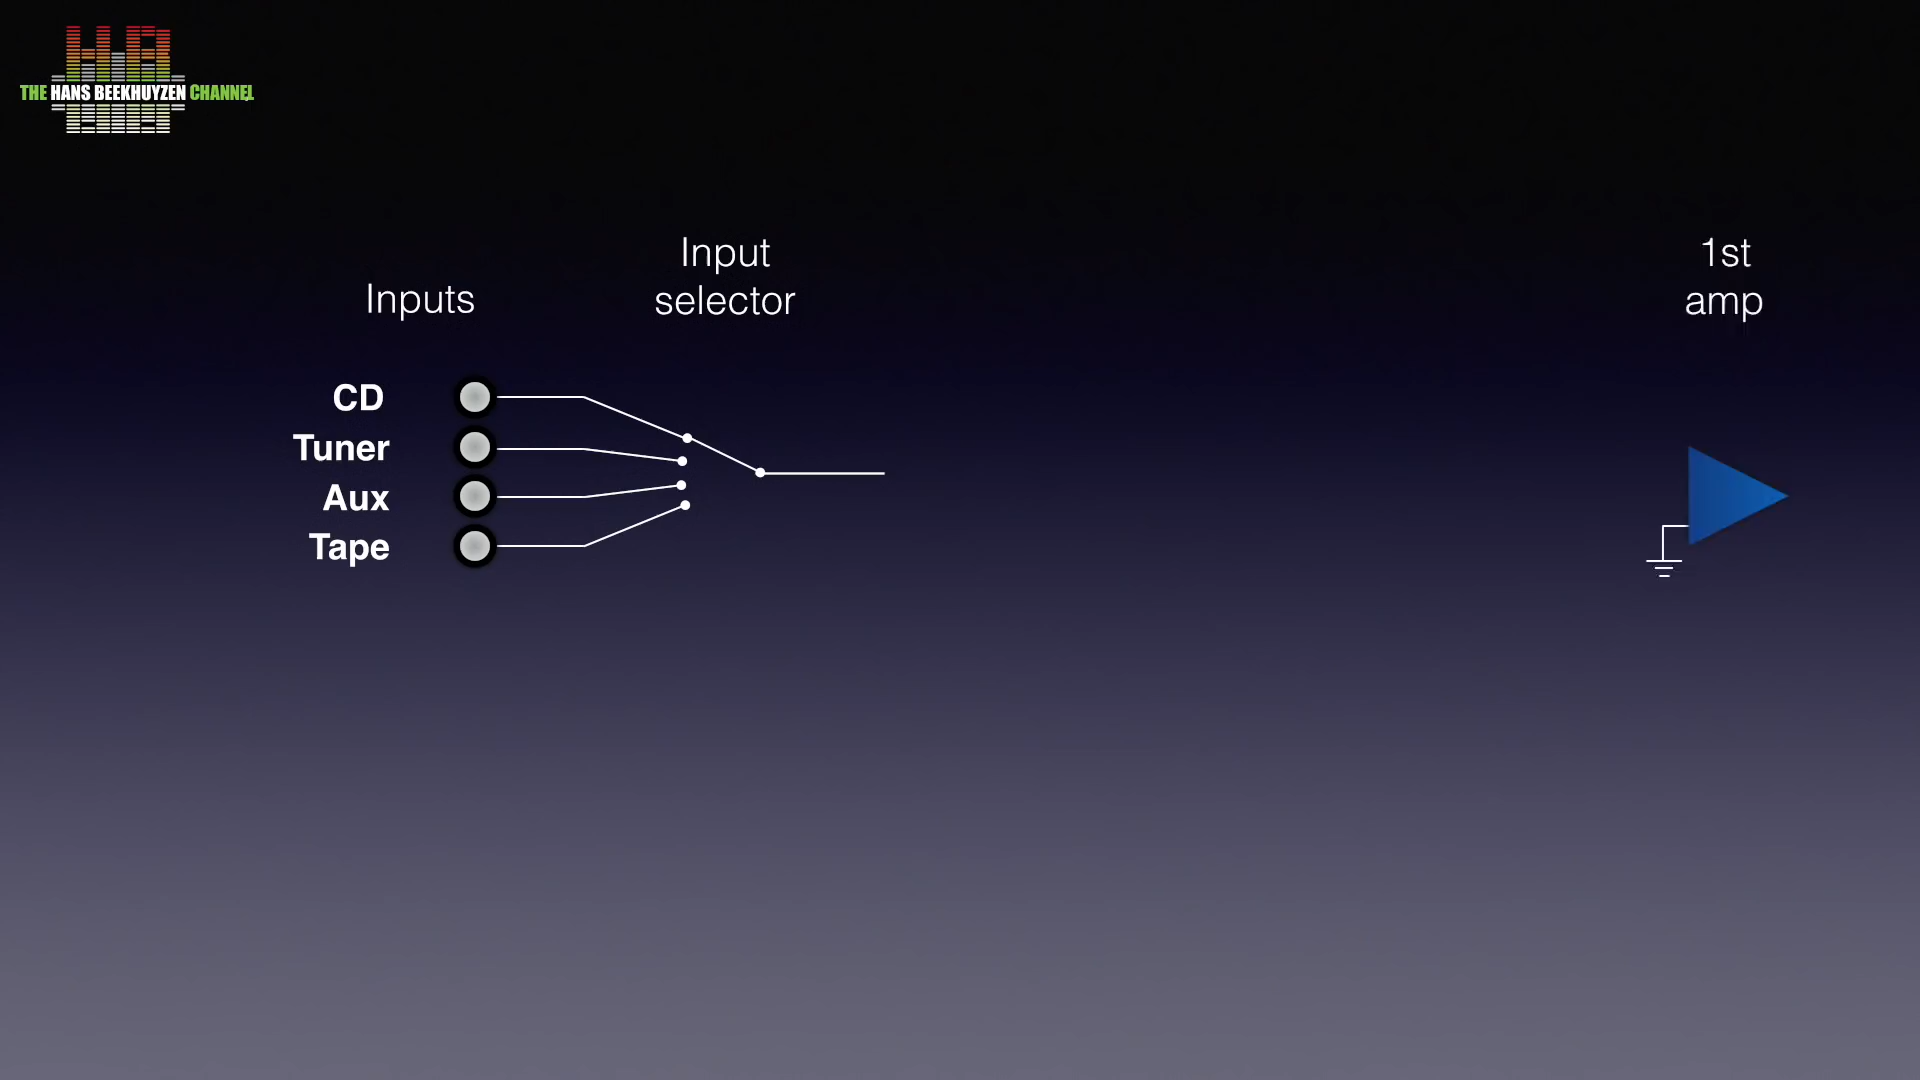 THE HANS BEEKHUYZEN CHANNEL
Input
selector
1st
amp
Inputs
CD
Tuner
Aux
Tape